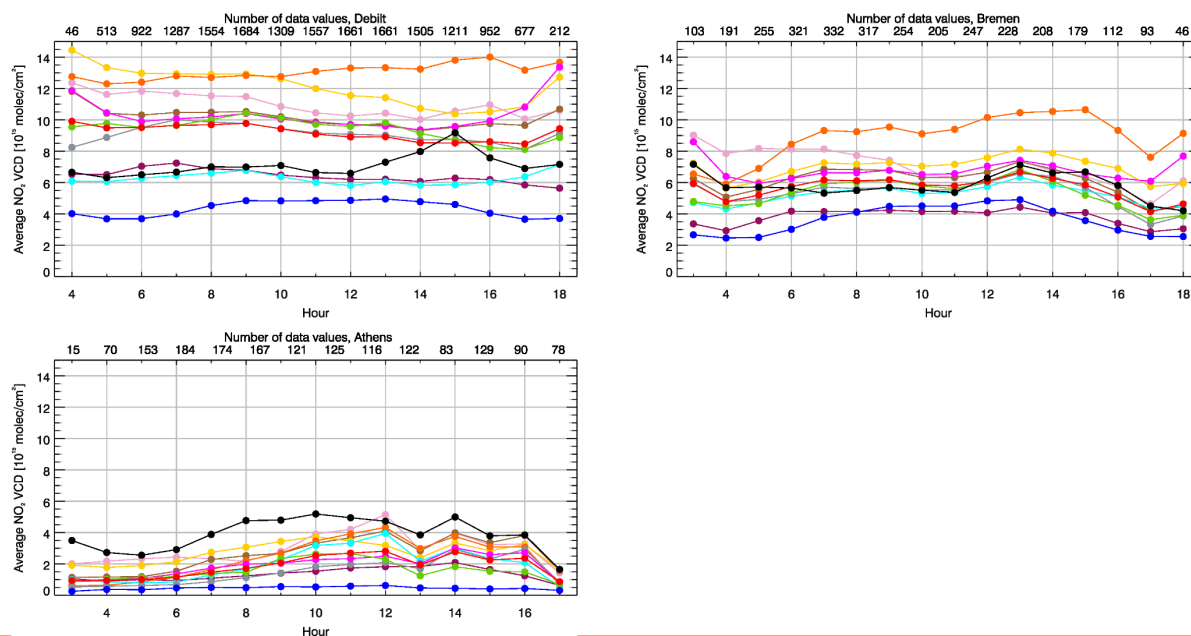 Number of data values, Debilt
46 513 922 1287 1554 1684 1309 1557 1661 1661 1505 1211 952 677 212
14
12
10
8
6
4
2
0
Average NO₂ VCD [10¹⁵ molec/cm²]
4 6 8 10 12 14 16 18
Hour
Number of data values, Bremen
103 191 255 321 332 317 254 205 247 228 208 179 112 93 46
14
12
10
8
6
4
2
0
Average NO₂ VCD [10¹⁵ molec/cm²]
4 6 8 10 12 14 16 18
Hour
Number of data values, Athens
15 70 153 184 174 167 121 125 116 122 83 129 90 78
14
12
10
8
6
4
2
0
Average NO₂ VCD [10¹⁵ molec/cm²]
4 6 8 10 12 14 16
Hour